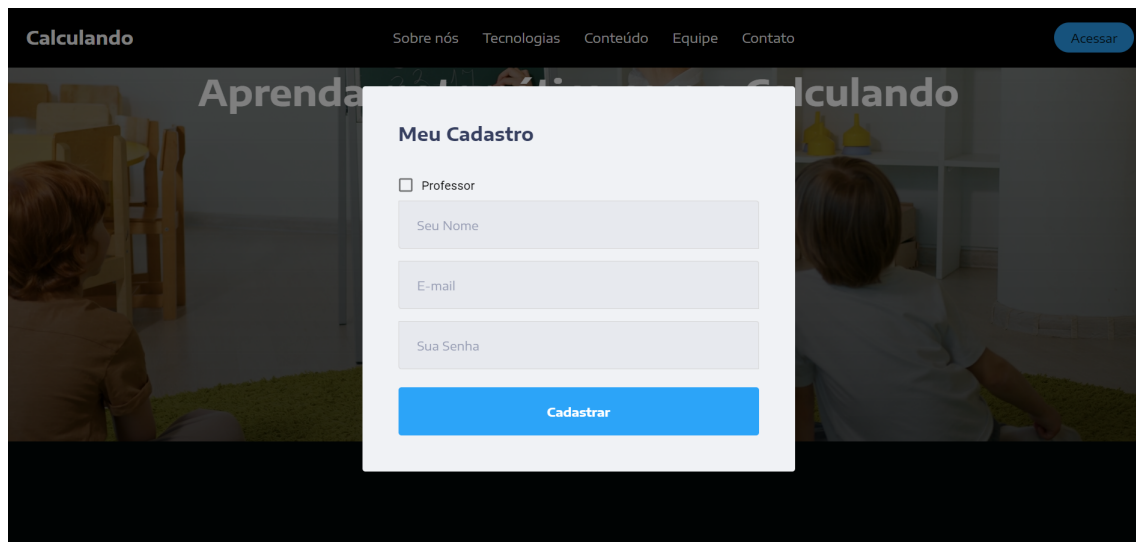 Calculando
Sobre nós Tecnologias Conteúdo Equipe Contato
Acessar
Aprenda lculando
Meu Cadastro
Professor
Seu Nome
E-mail
Sua Senha
Cadastrar